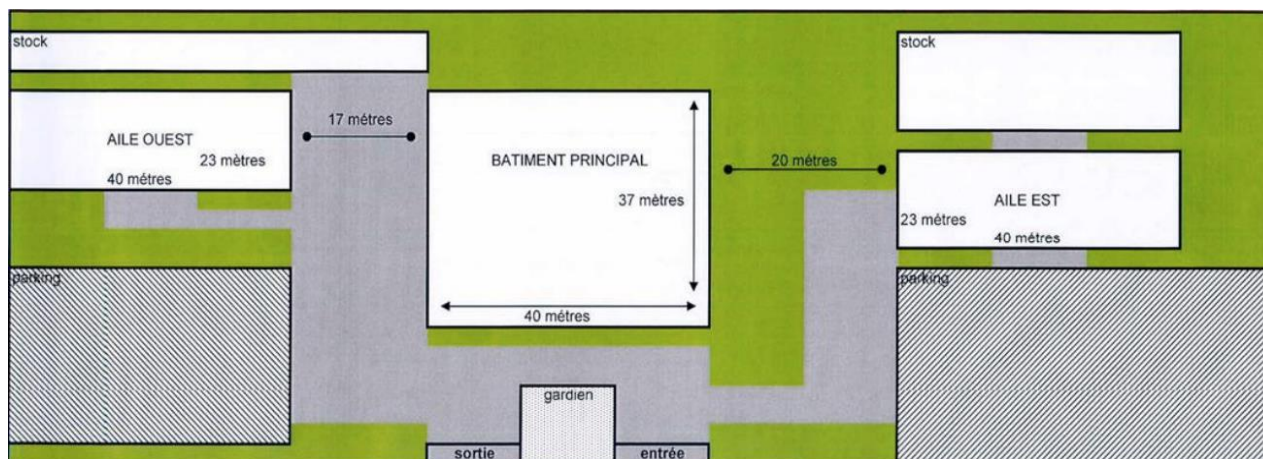 stock
stock
17 métres
AILE OUEST
23 mètres
40 métres
BATIMENT PRINCIPAL
37 mètres
40 métres
20 métres
AILE EST
23 mètres
40 métres
parking
parking
gardien
sortie
entrée